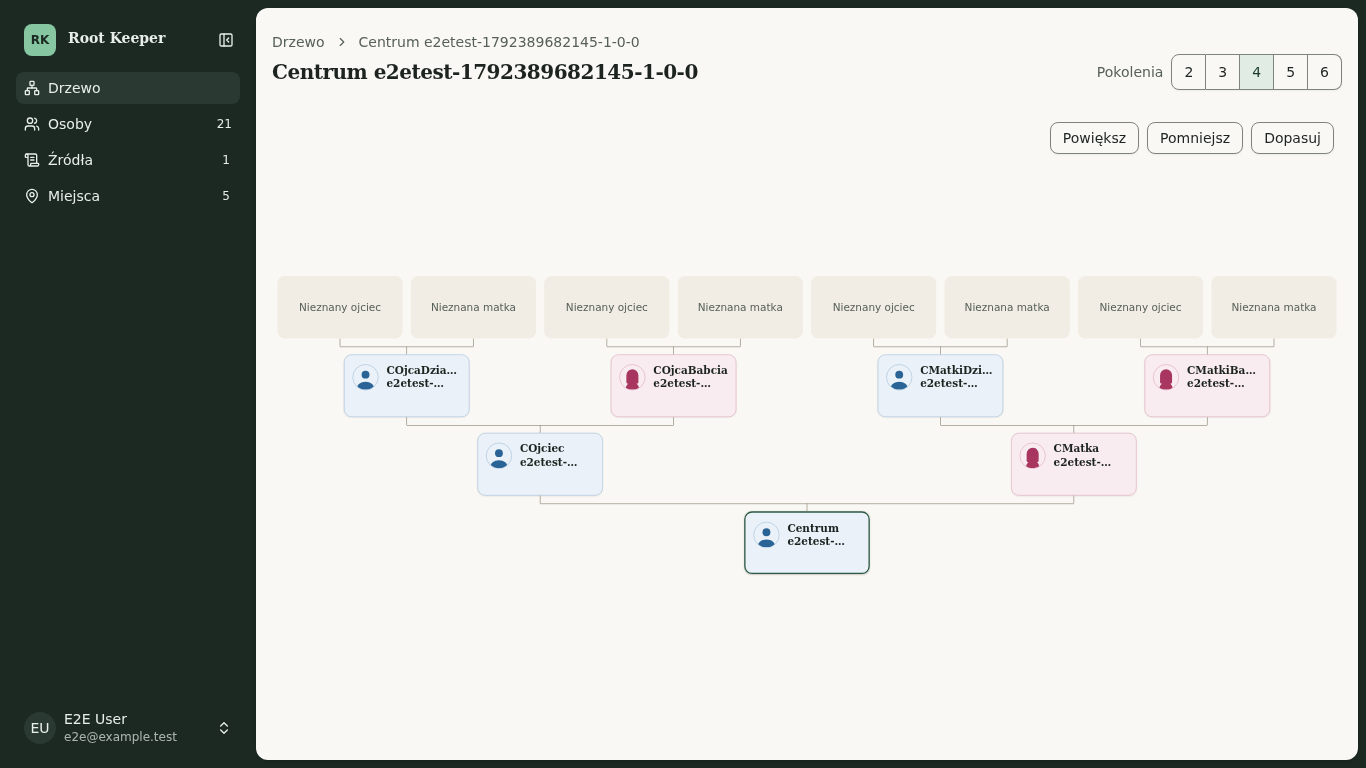 RK
Root Keeper
Drzewo
Osoby
21
Źródła
1
Miejsca
5
EU
E2E User
e2e@example.test
Drzewo
Centrum e2etest-1792389682145-1-0-0
Centrum e2etest-1792389682145-1-0-0
Pokolenia
2
3
4
5
6
Powiększ
Pomniejsz
Dopasuj
Nieznany ojciec
Nieznana matka
Nieznany ojciec
Nieznana matka
Nieznany ojciec
Nieznana matka
Nieznany ojciec
Nieznana matka
COjcaDzia...
e2etest-...
COjcaBabcia
e2etest-...
CMatkiDzi...
e2etest-...
CMatkiBa...
e2etest-...
COjciec
e2etest-...
CMatka
e2etest-...
Centrum
e2etest-...